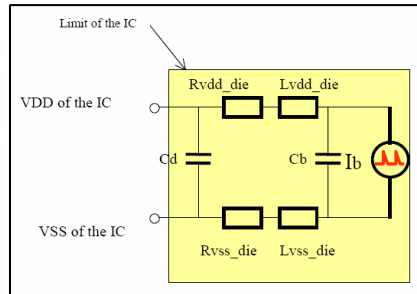 Limit of the IC
Rvdd_die Lvdd_die
VDD of the IC
Cd Cb Ib
VSS of the IC
Rvss_die Lvss_die